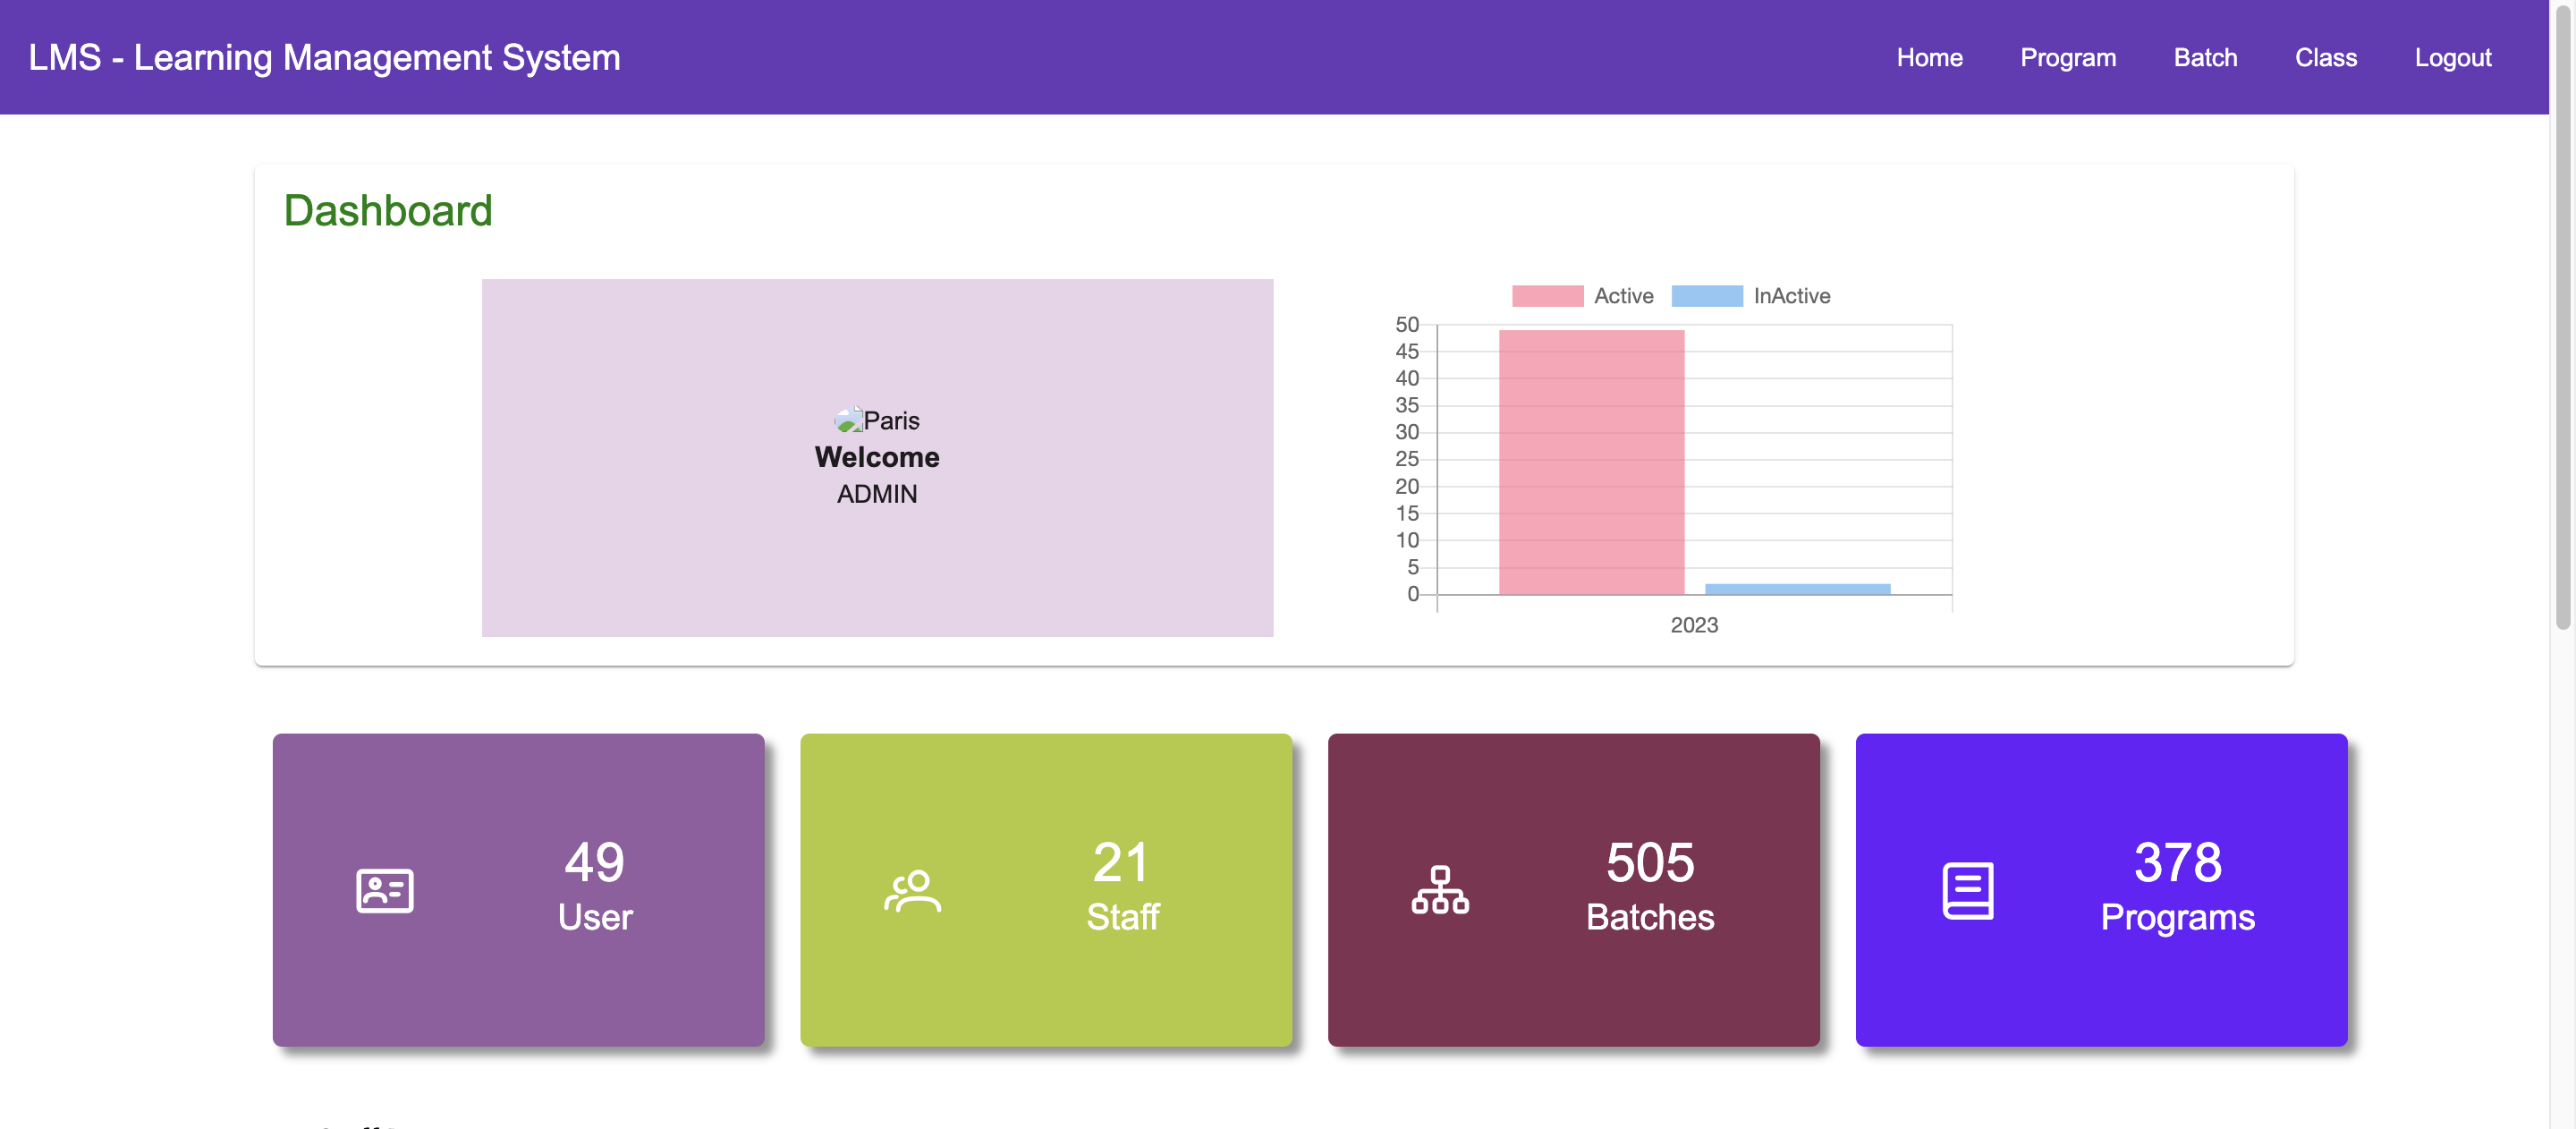 LMS - Learning Management System
Home Program Batch Class Logout
Dashboard
Paris
Welcome
ADMIN
Active InActive
50
45
40
35
30
25
20
15
10
5
0
2023
49
User
21
Staff
505
Batches
378
Programs